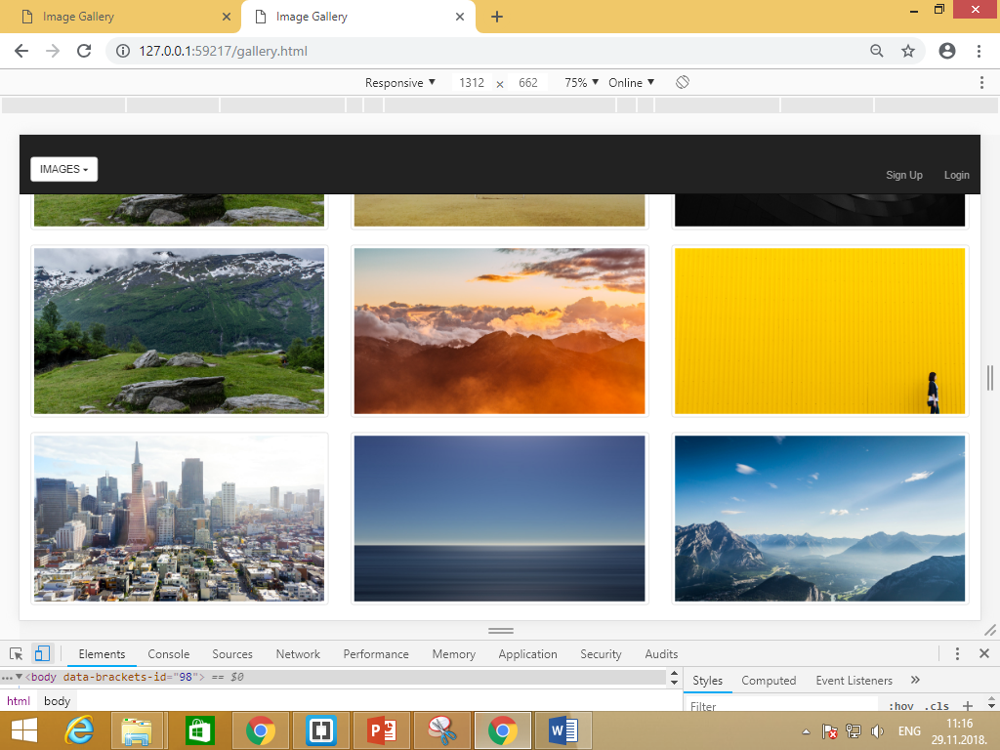 Image Gallery
Image Gallery
127.0.0.1:59217/gallery.html
Responsive ▼ 1312 x 662 75% ▼ Online ▼
IMAGES
Sign Up Login
Elements Console Sources Network Performance Memory Application Security Audits
...▼<body data-brackets-id="98"> == $0
Styles Computed Event Listeners »
html body
Filter :hov .cls +
11:16
ENG
29.11.2018.